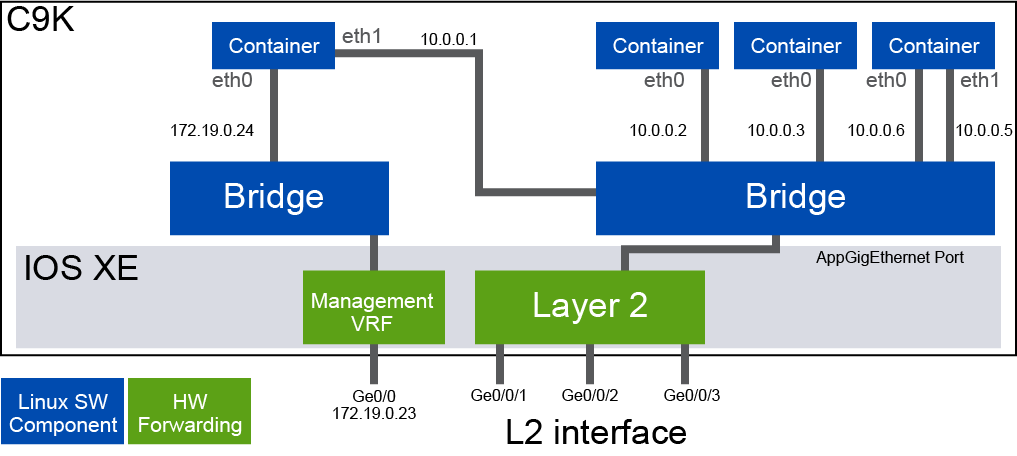 C9K
Container
eth1
10.0.0.1
Container
Container
Container
eth0
eth0
eth0
eth0
eth1
172.19.0.24
10.0.0.2
10.0.0.3
10.0.0.6
10.0.0.5
Bridge
Bridge
IOS XE
AppGigEthernet Port
Management
VRF
Layer 2
Linux SW
Component
HW
Forwarding
Ge0/0
172.19.0.23
Ge0/0/1
Ge0/0/2
Ge0/0/3
L2 interface